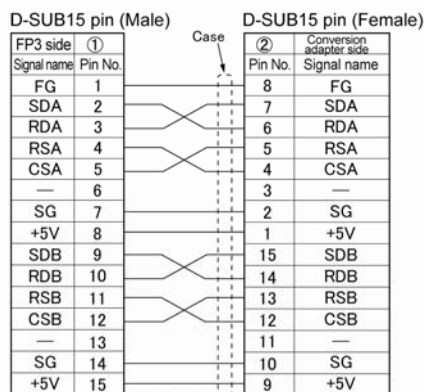 D-SUB15 pin (Male) D-SUB15 pin (Female)
Case
FP3 side ① ② Conversion adapter side
Signal name Pin No. Pin No. Signal name
FG 1 8 FG
SDA 2 7 SDA
RDA 3 6 RDA
RSA 4 5 RSA
CSA 5 4 CSA
— 6 3 —
SG 7 2 SG
+5V 8 1 +5V
SDB 9 15 SDB
RDB 10 14 RDB
RSB 11 13 RSB
CSB 12 12 CSB
— 13 11 —
SG 14 10 SG
+5V 15 9 +5V